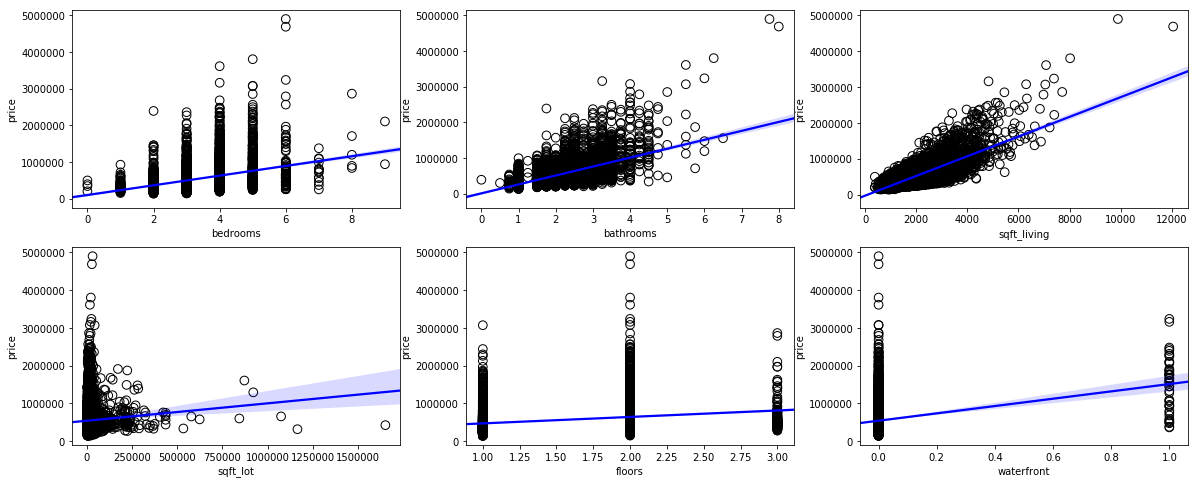 5000000
4000000
3000000
2000000
1000000
0
price
0 2 4 6 8
bedrooms
5000000
4000000
3000000
2000000
1000000
0
price
0 1 2 3 4 5 6 7 8
bathrooms
5000000
4000000
3000000
2000000
1000000
0
price
0 2000 4000 6000 8000 10000 12000
sqft_living
5000000
4000000
3000000
2000000
1000000
0
price
0 250000 500000 750000 1000000 1250000 1500000
sqft_lot
5000000
4000000
3000000
2000000
1000000
0
price
1.00 1.25 1.50 1.75 2.00 2.25 2.50 2.75 3.00
floors
5000000
4000000
3000000
2000000
1000000
0
price
0.0 0.2 0.4 0.6 0.8 1.0
waterfront